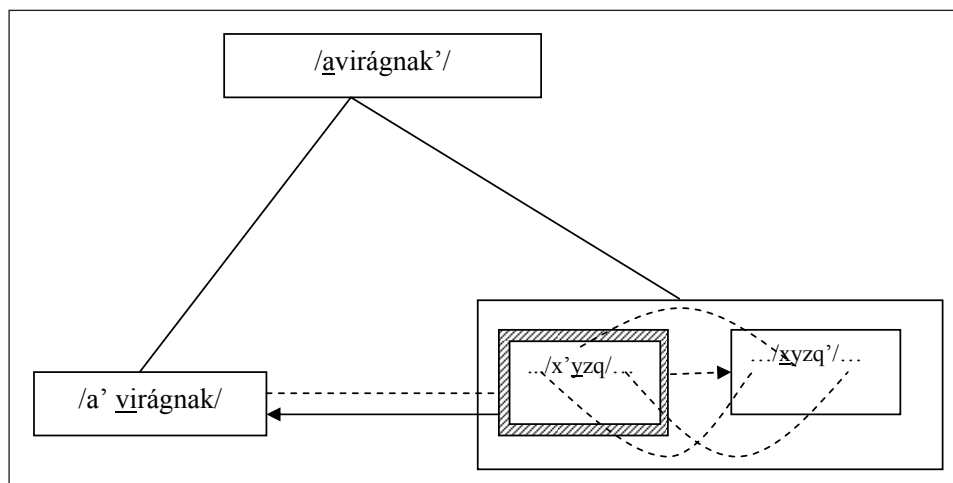 /avirágnak’/
…/x’yzq/…
…/xyzq’/…
/a’ virágnak/